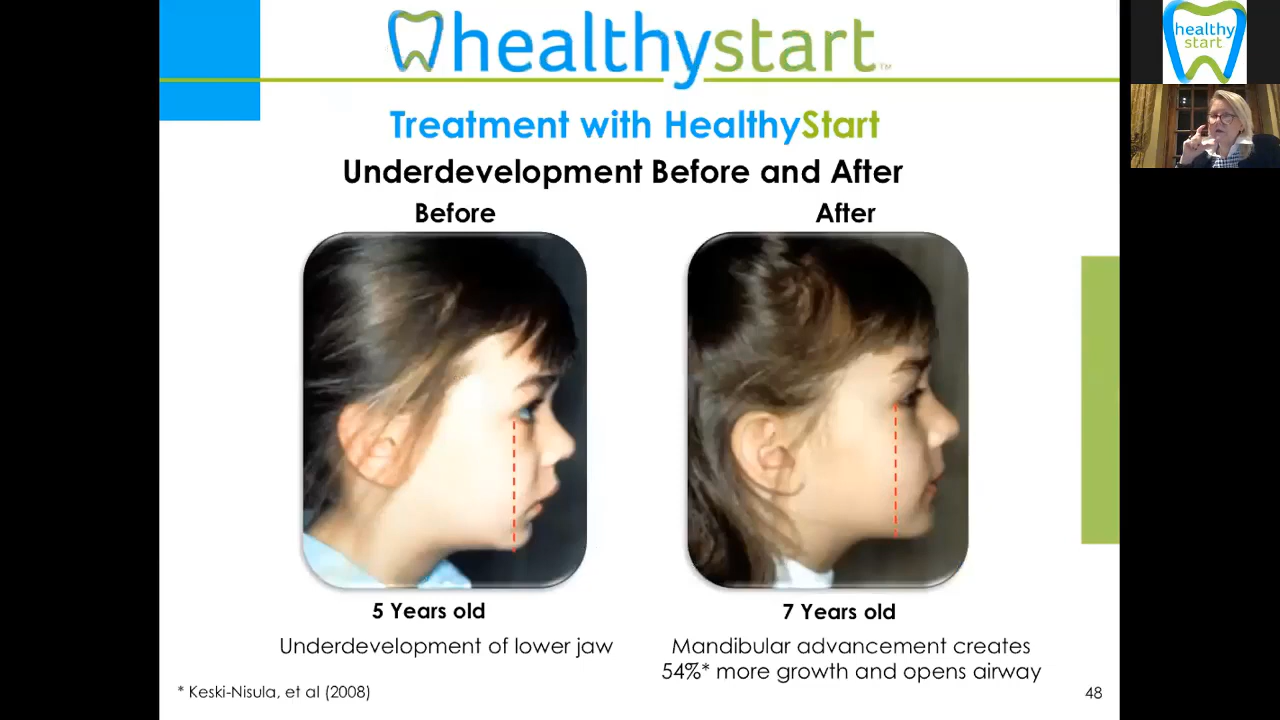 healthystart™
healthy
start
Treatment with HealthyStart
Underdevelopment Before and After
Before
After
5 Years old
7 Years old
Underdevelopment of lower jaw
Mandibular advancement creates
54%* more growth and opens airway
* Keski-Nisula, et al (2008)
48